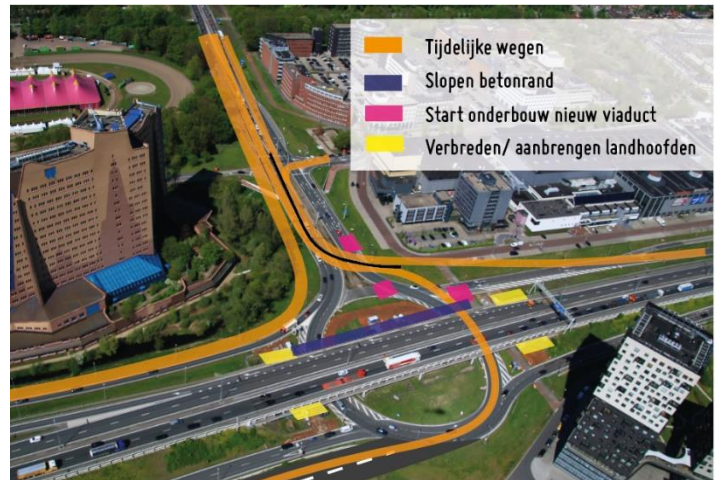 Tijdelijke wegen
Slopen betonrand
Start onderbouw nieuw viaduct
Verbreden/ aanbrengen landhoofden